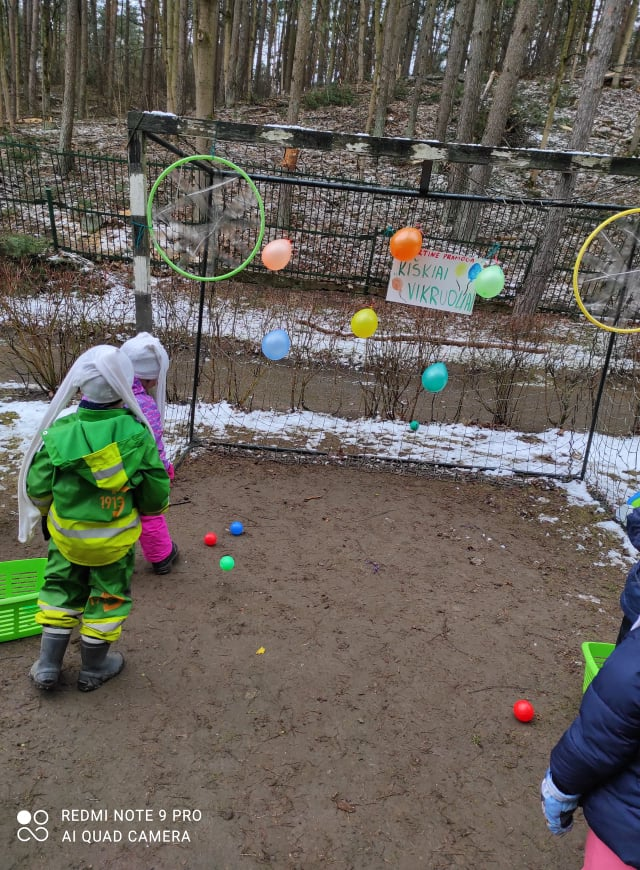 KIŠKIAI
VIKRUOLIAI
1913
REDMI NOTE 9 PRO
AI QUAD CAMERA